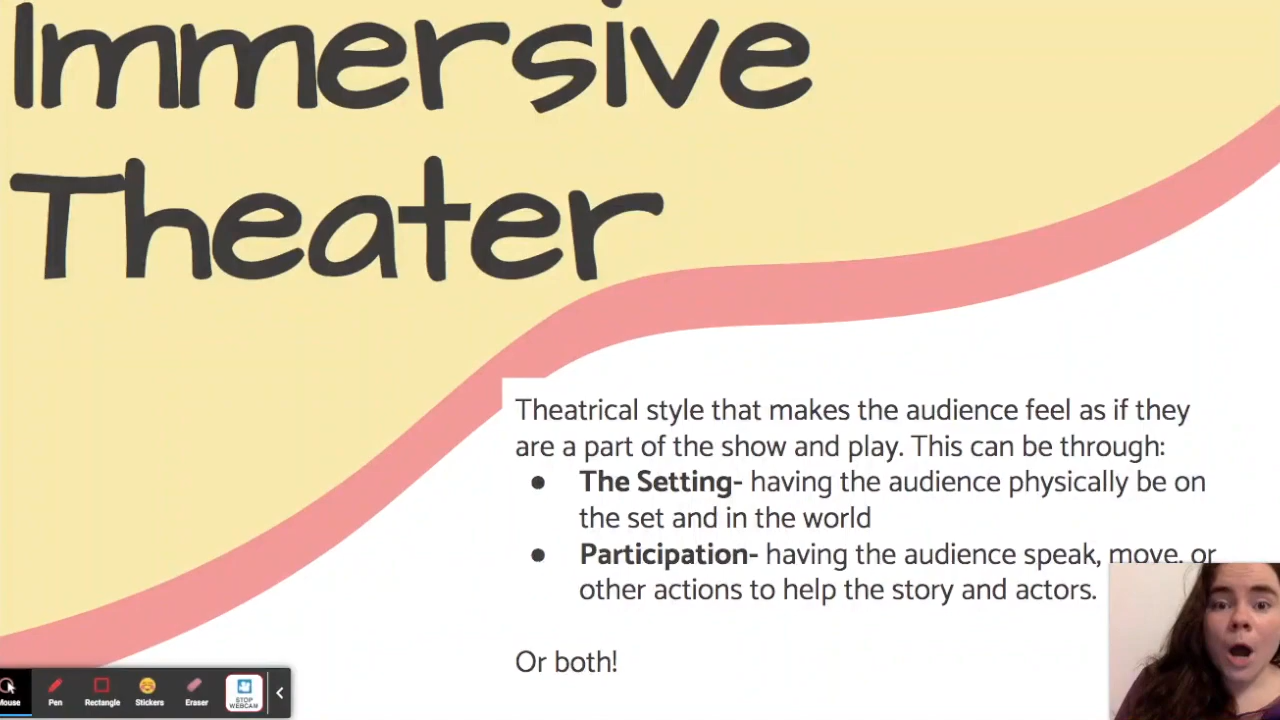 Immersive
Theater
Theatrical style that makes the audience feel as if they
are a part of the show and play. This can be through:
● The Setting- having the audience physically be on
the set and in the world
● Participation- having the audience speak, move, or
other actions to help the story and actors.
Or both!
Mouse Pen Rectangle Stickers Eraser STOP
WEBCAM